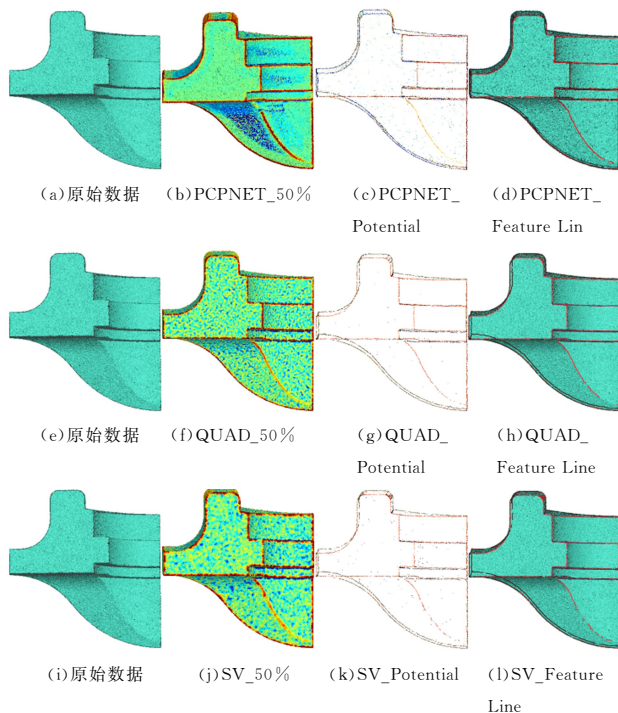 (a)原始数据 (b)PCPNET_50% (c)PCPNET_ (d)PCPNET_
Potential Feature Lin
(e)原始数据 (f)QUAD_50% (g)QUAD_ (h)QUAD_
Potential Feature Line
(i)原始数据 (j)SV_50% (k)SV_Potential (l)SV_Feature
Line